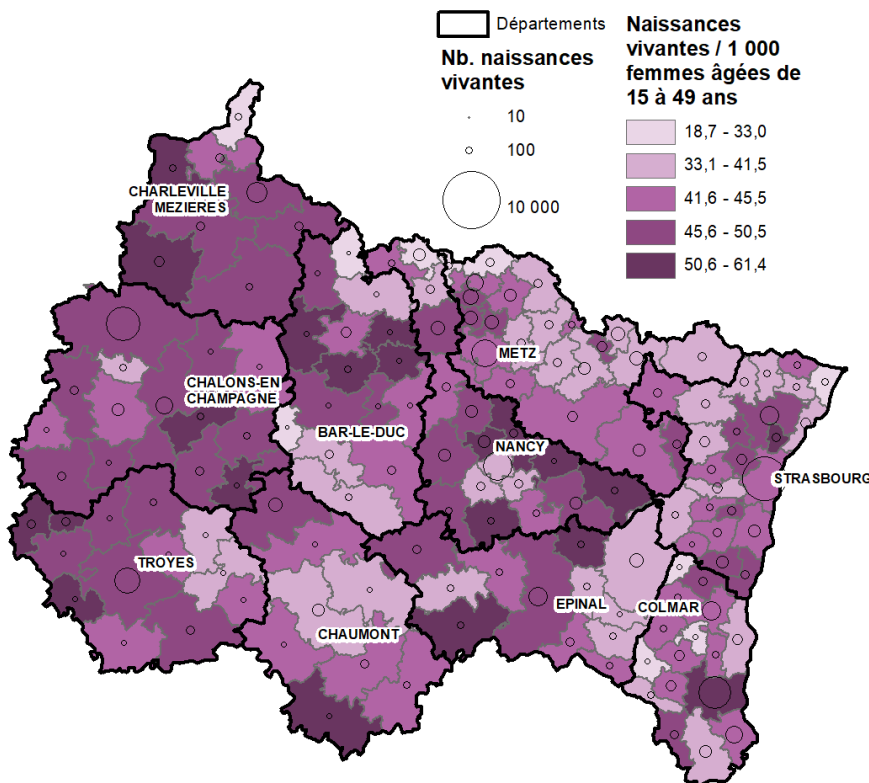 Départements
Nb. naissances
vivantes
10
100
10 000
Naissances
vivantes / 1 000
femmes âgées de
15 à 49 ans
18,7 - 33,0
33,1 - 41,5
41,6 - 45,5
45,6 - 50,5
50,6 - 61,4
CHARLEVILLE
MEZIERES
METZ
CHALONS-EN
CHAMPAGNE
BAR-LE-DUC
NANCY
STRASBOURG
TROYES
EPINAL
COLMAR
CHAUMONT